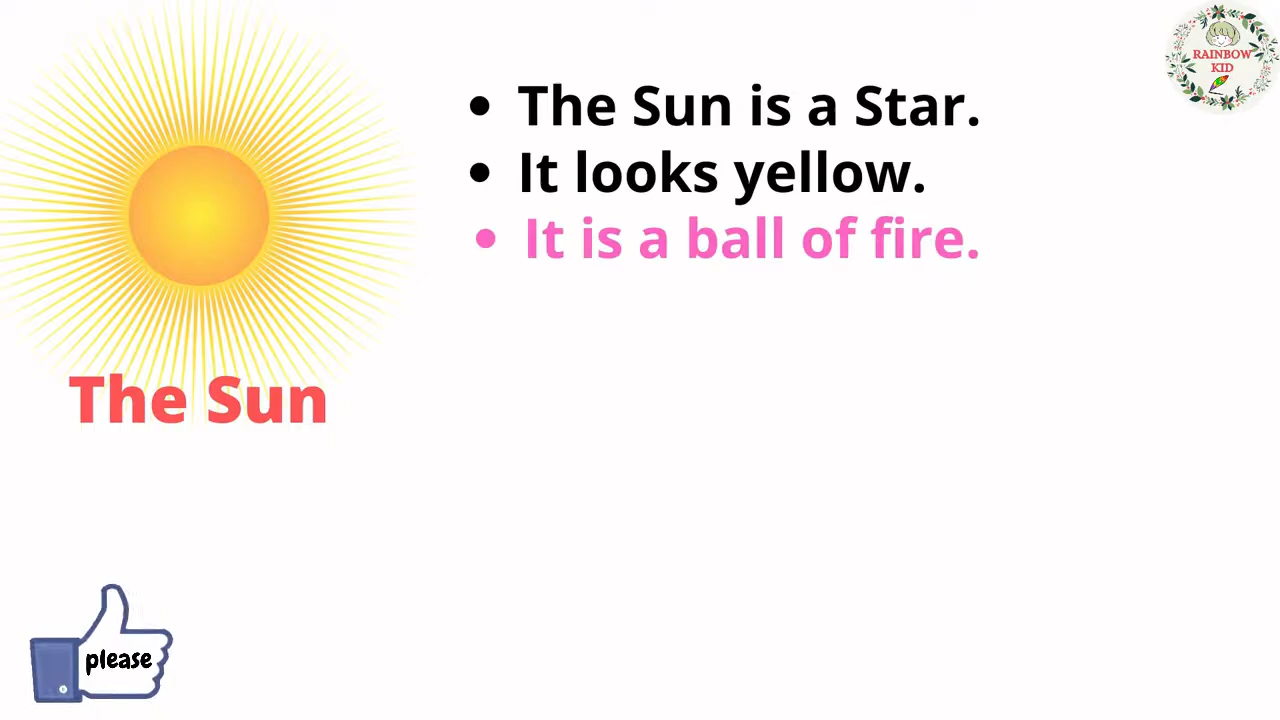 RAINBOW
KID
• The Sun is a Star.
• It looks yellow.
• It is a ball of fire.
The Sun
please